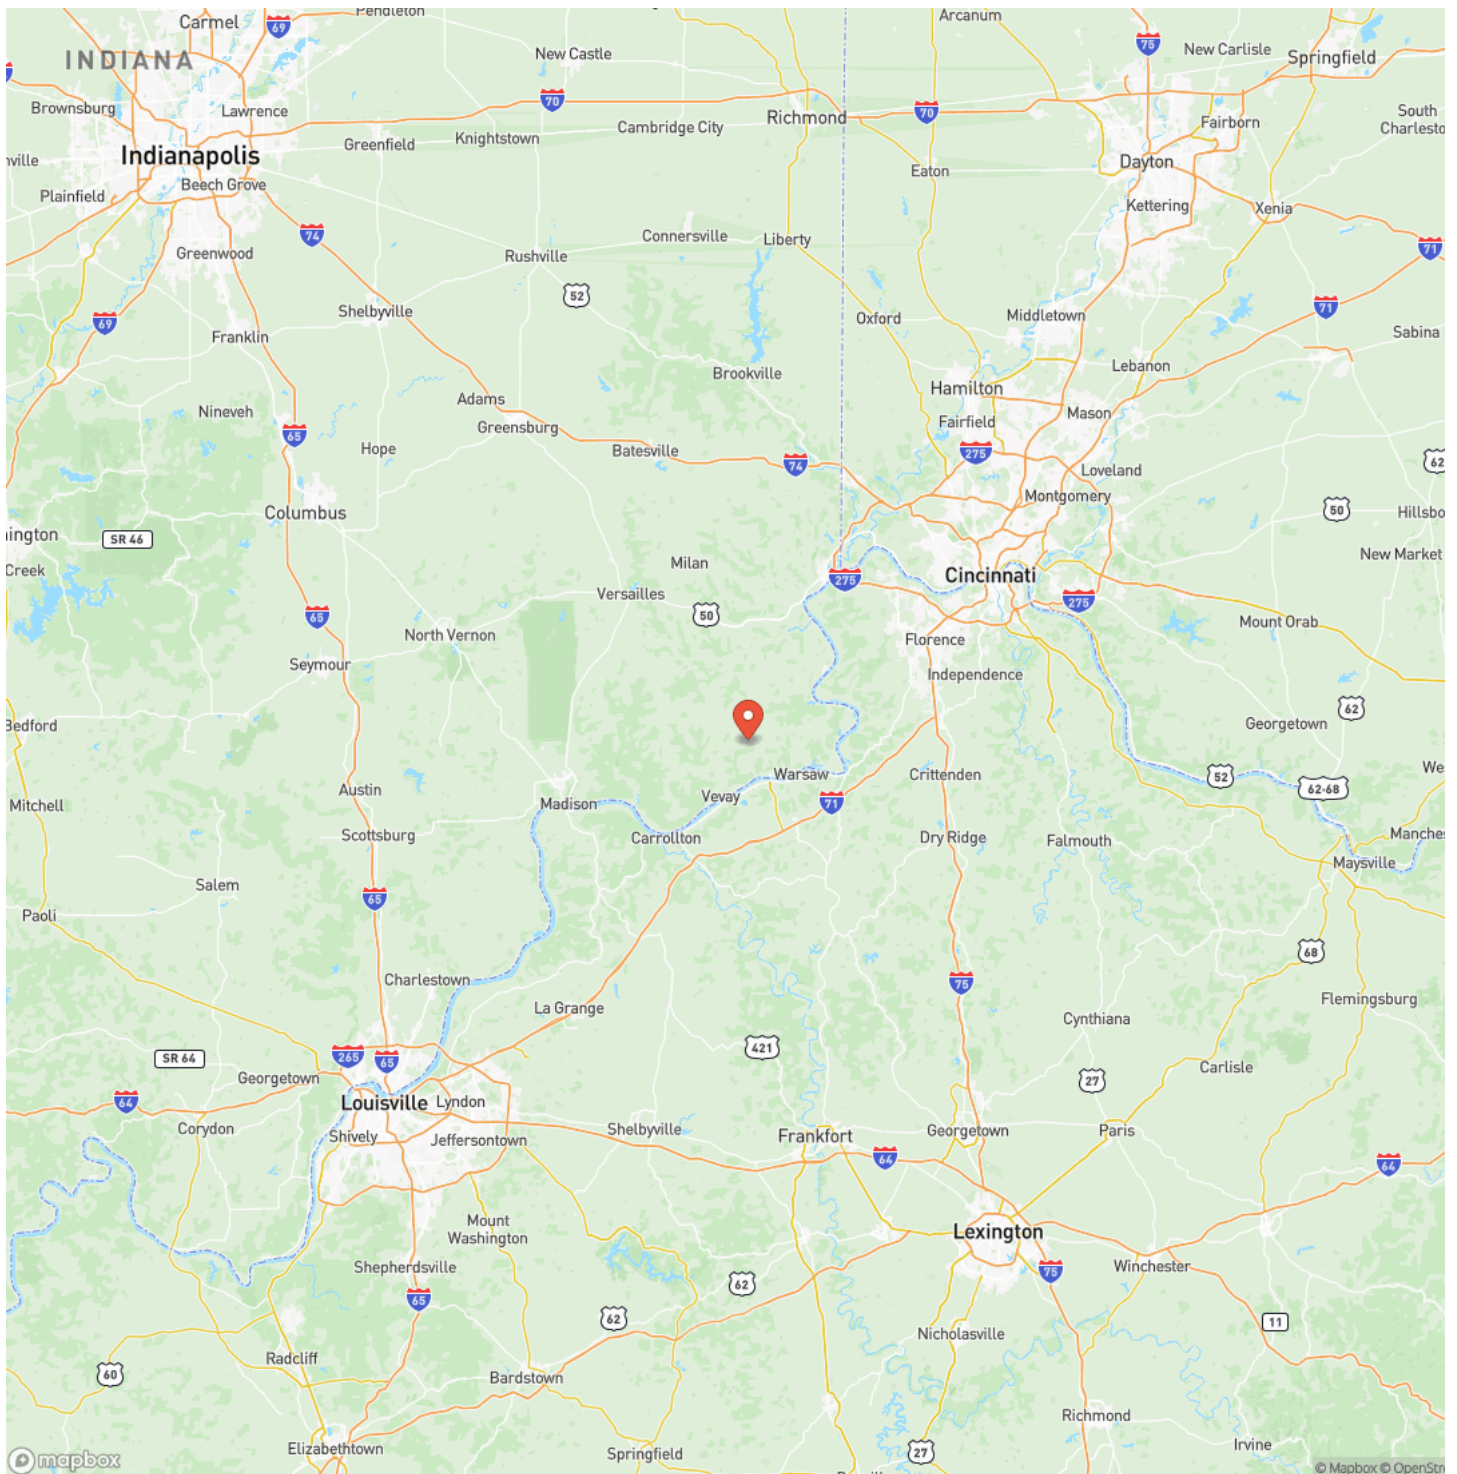 Carmel
69
Pendleton
Arcanum
75
New Carlisle
Springfield
INDIANA
New Castle
Brownsburg
Lawrence
70
Cambridge City
Richmond
70
Fairborn
South
Charlesto
Indianapolis
Greenfield
Knightstown
Eaton
Dayton
nville
Beech Grove
Plainfield
Kettering
Xenia
74
Connersville
Liberty
71
Greenwood
Rushville
52
Shelbyville
Oxford
Middletown
71
69
Franklin
Sabina
Brookville
Lebanon
Hamilton
Adams
Nineveh
Greensburg
Mason
Fairfield
65
Hope
Batesville
74
275
Loveland
62
Montgomery
Columbus
50
Hillsbo
ington
SR 46
New Market
Creek
Milan
275
Cincinnati
Versailles
275
65
50
Mount Orab
North Vernon
Florence
Seymour
Independence
62
Bedford
Georgetown
Warsaw
Crittenden
52
We
62-68
Austin
Vevay
71
Mitchell
Madison
Scottsburg
Carrollton
Dry Ridge
Falmouth
Manches
Maysville
Salem
65
Paoli
68
Charlestown
75
La Grange
Flemingsburg
Cynthiana
SR 64
265
65
421
Georgetown
27
Carlisle
64
Louisville
Lyndon
Corydon
Shively
Jeffersontown
Shelbyville
Frankfort
Georgetown
Paris
64
64
Mount
Washington
Lexington
Shepherdsville
75
Winchester
65
62
62
11
Nicholasville
Radcliff
60
Bardstown
Richmond
Elizabethtown
Springfield
27
Irvine
mapbox
© Mapbox © OpenStre